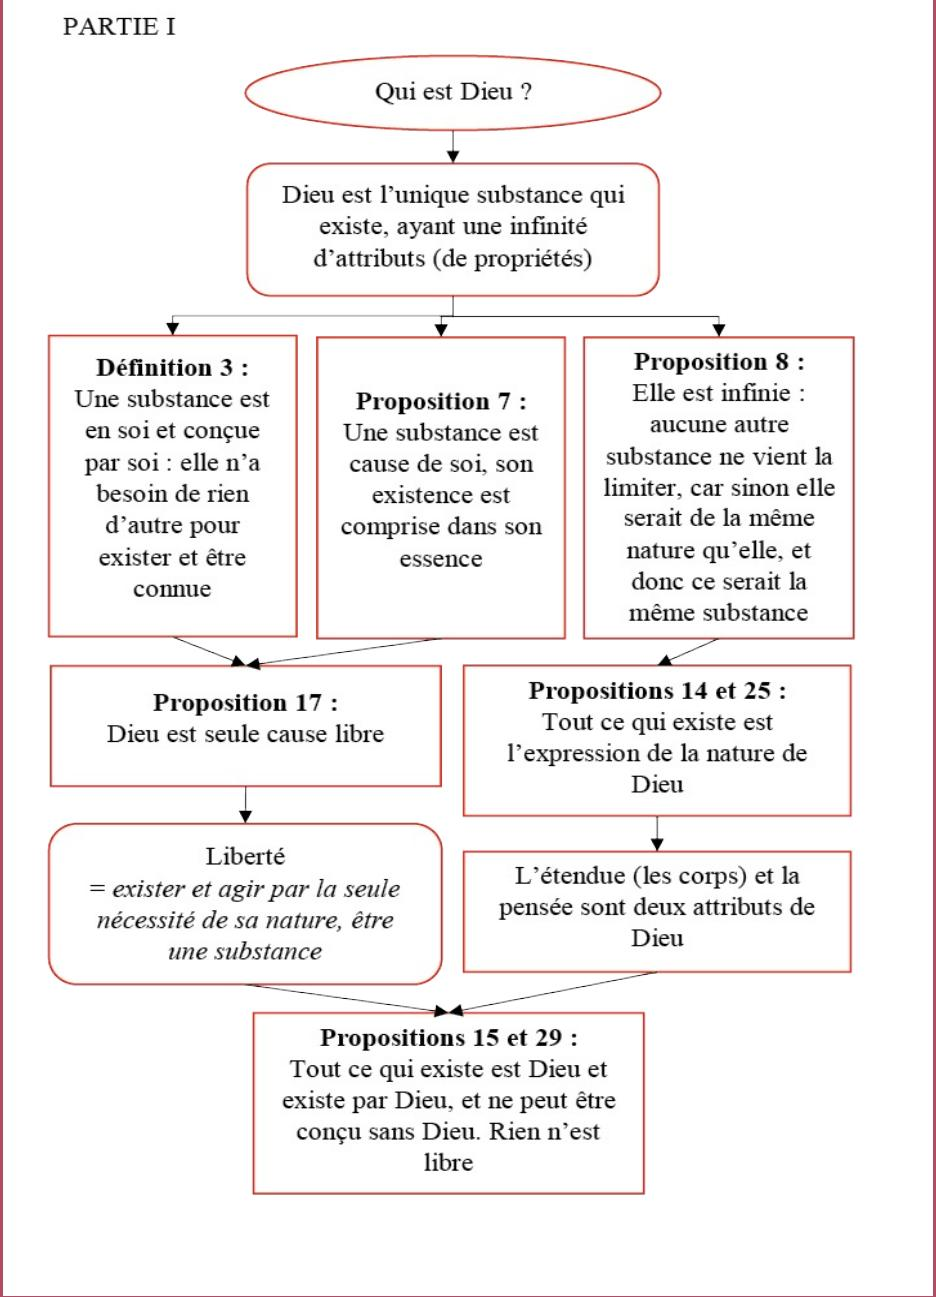 PARTIE I
Qui est Dieu ?
Dieu est l’unique substance qui
existe, ayant une infinité
d’attributs (de propriétés)
Définition 3 :
Une substance est
en soi et conçue
par soi : elle n’a
besoin de rien
d’autre pour
exister et être
connue
Proposition 7 :
Une substance est
cause de soi, son
existence est
comprise dans son
essence
Proposition 8 :
Elle est infinie :
aucune autre
substance ne vient la
limiter, car sinon elle
serait de la même
nature qu’elle, et
donc ce serait la
même substance
Proposition 17 :
Dieu est seule cause libre
Propositions 14 et 25 :
Tout ce qui existe est
l’expression de la nature de
Dieu
Liberté
= exister et agir par la seule
nécessité de sa nature, être
une substance
L’étendue (les corps) et la
pensée sont deux attributs de
Dieu
Propositions 15 et 29 :
Tout ce qui existe est Dieu et
existe par Dieu, et ne peut être
conçu sans Dieu. Rien n’est
libre